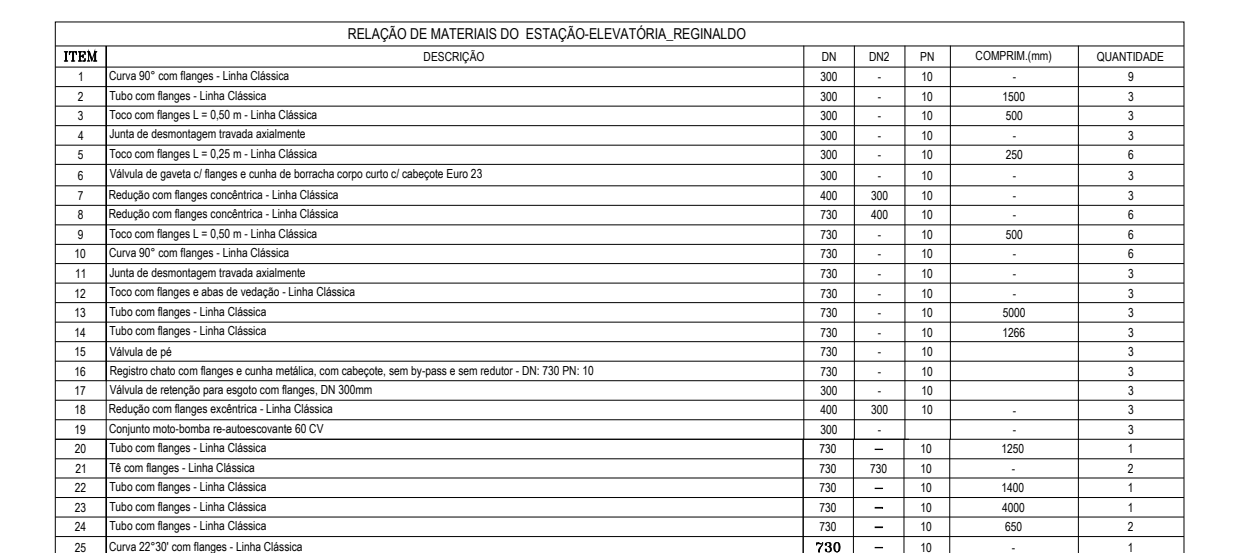 RELAÇÃO DE MATERIAIS DO ESTAÇÃO-ELEVATÓRIA_REGINALDO
ITEM DESCRIÇÃO DN DN2 PN COMPRIM.(mm) QUANTIDADE
1 Curva 90° com flanges - Linha Clássica 300 - 10 - 9
2 Tubo com flanges - Linha Clássica 300 - 10 1500 3
3 Toco com flanges L = 0,50 m - Linha Clássica 300 - 10 500 3
4 Junta de desmontagem travada axialmente 300 - 10 - 3
5 Toco com flanges L = 0,25 m - Linha Clássica 300 - 10 250 6
6 Válvula de gaveta c/ flanges e cunha de borracha corpo curto c/ cabeçote Euro 23 300 - 10 - 3
7 Redução com flanges concêntrica - Linha Clássica 400 300 10 - 3
8 Redução com flanges concêntrica - Linha Clássica 730 400 10 - 6
9 Toco com flanges L = 0,50 m - Linha Clássica 730 - 10 500 6
10 Curva 90° com flanges - Linha Clássica 730 - 10 - 6
11 Junta de desmontagem travada axialmente 730 - 10 - 3
12 Toco com flanges e abas de vedação - Linha Clássica 730 - 10 - 3
13 Tubo com flanges - Linha Clássica 730 - 10 5000 3
14 Tubo com flanges - Linha Clássica 730 - 10 1266 3
15 Válvula de pé 730 - 10 3
16 Registro chato com flanges e cunha metálica, com cabeçote, sem by-pass e sem redutor - DN: 730 PN: 10 730 - 10 3
17 Válvula de retenção para esgoto com flanges, DN 300mm 300 - 10 3
18 Redução com flanges excêntrica - Linha Clássica 400 300 10 - 3
19 Conjunto moto-bomba re-autoescovante 60 CV 300 - - 3
20 Tubo com flanges - Linha Clássica 730 – 10 1250 1
21 Tê com flanges - Linha Clássica 730 730 10 - 2
22 Tubo com flanges - Linha Clássica 730 – 10 1400 1
23 Tubo com flanges - Linha Clássica 730 – 10 4000 1
24 Tubo com flanges - Linha Clássica 730 – 10 650 2
25 Curva 22°30' com flanges - Linha Clássica 730 – 10 - 1